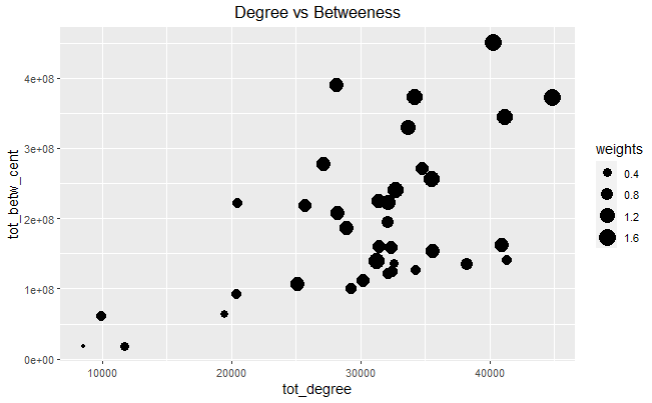 Degree vs Betweeness
tot_betw_cent
4e+08
3e+08
2e+08
1e+08
0e+00
10000 20000 30000 40000
tot_degree
weights
0.4
0.8
1.2
1.6